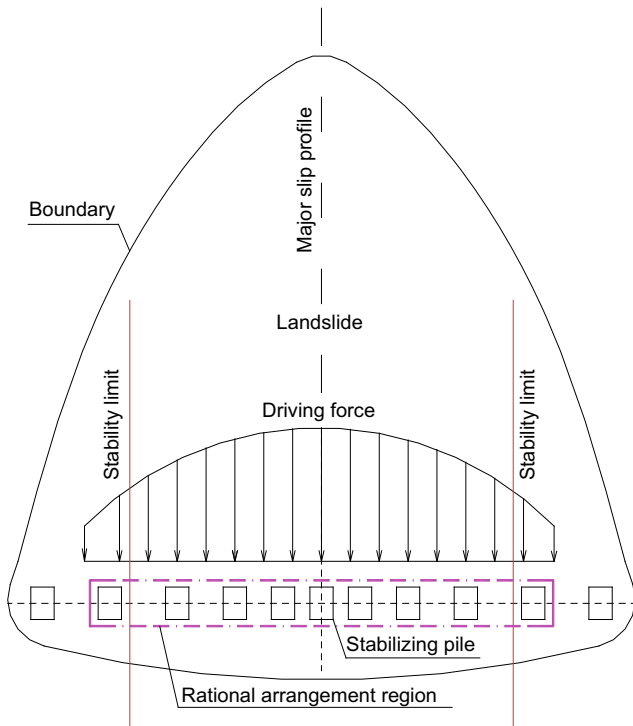 Major slip profile
Boundary
Landslide
Stability limit
Driving force
Stability limit
Stabilizing pile
Rational arrangement region